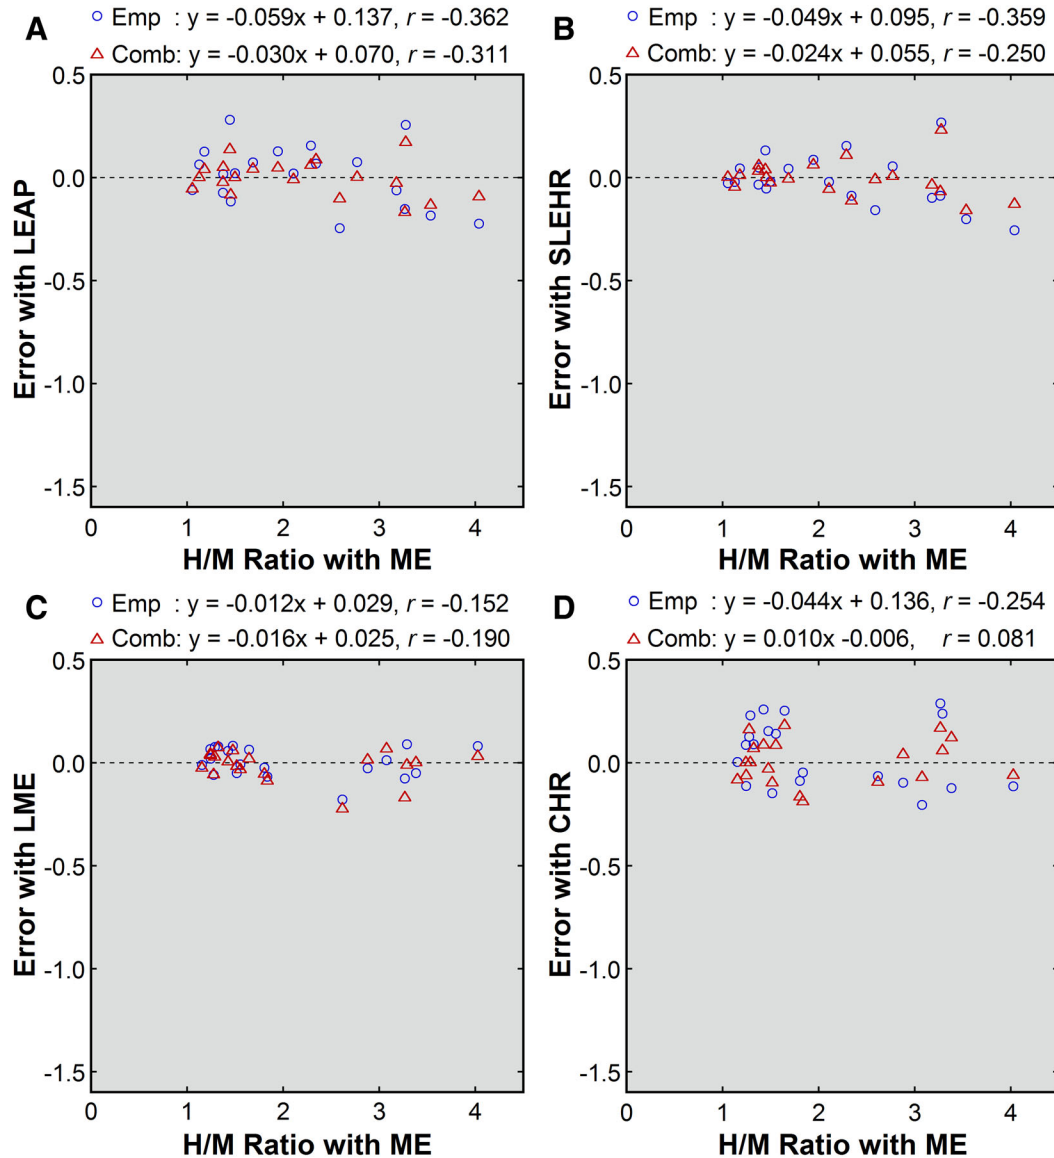 A
Emp : y = -0.059x + 0.137, r = -0.362
Comb: y = -0.030x + 0.070, r = -0.311
0.5
0.0
-0.5
-1.0
-1.5
Error with LEAP
0 1 2 3 4
H/M Ratio with ME
B
Emp : y = -0.049x + 0.095, r = -0.359
Comb: y = -0.024x + 0.055, r = -0.250
0.5
0.0
-0.5
-1.0
-1.5
Error with SLEHR
0 1 2 3 4
H/M Ratio with ME
C
Emp : y = -0.012x + 0.029, r = -0.152
Comb: y = -0.016x + 0.025, r = -0.190
0.5
0.0
-0.5
-1.0
-1.5
Error with LME
0 1 2 3 4
H/M Ratio with ME
D
Emp : y = -0.044x + 0.136, r = -0.254
Comb: y = 0.010x -0.006, r = 0.081
0.5
0.0
-0.5
-1.0
-1.5
Error with CHR
0 1 2 3 4
H/M Ratio with ME